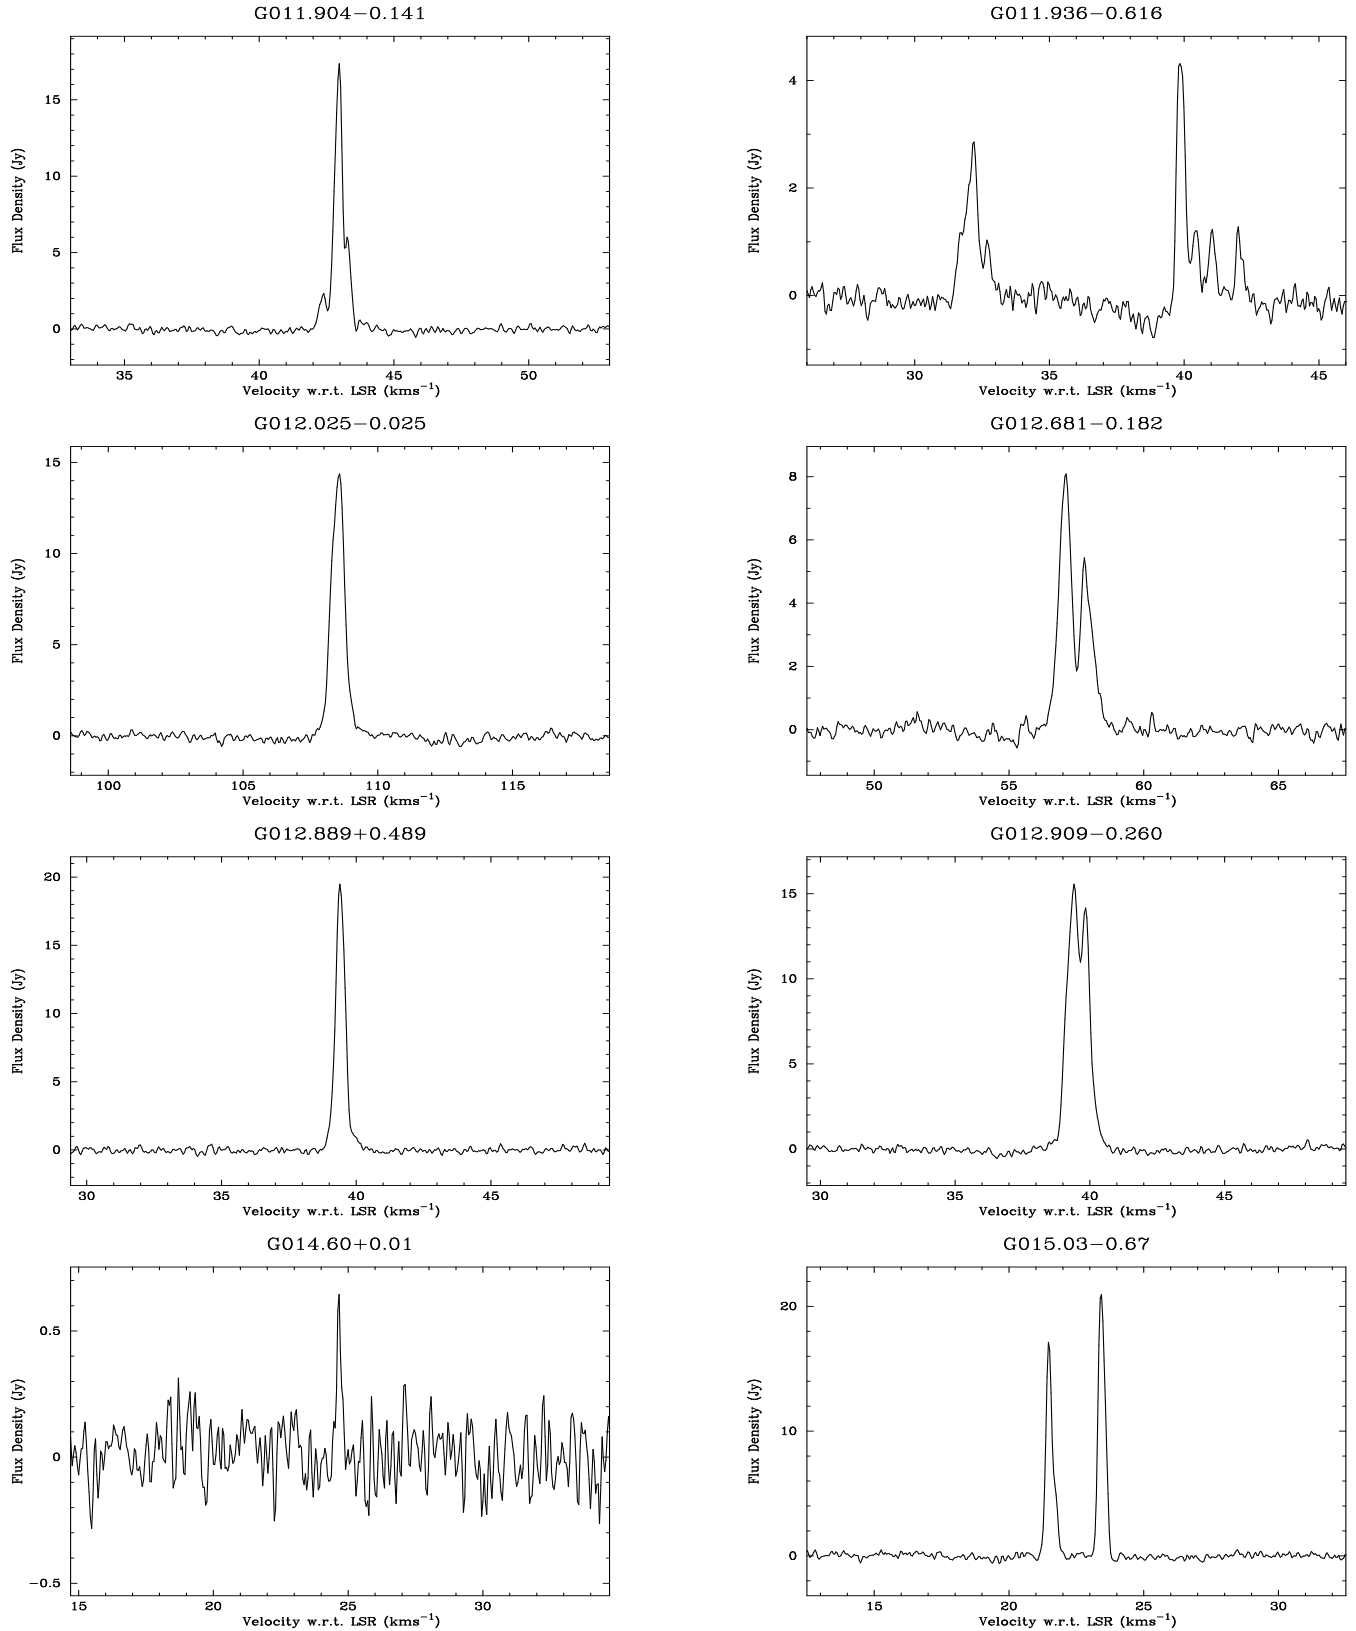 G011.904−0.141
Flux Density (Jy)
15
10
5
0
35 40 45 50
Velocity w.r.t. LSR (kms−1)
G011.936−0.616
Flux Density (Jy)
4
2
0
30 35 40 45
Velocity w.r.t. LSR (kms−1)
G012.025−0.025
Flux Density (Jy)
15
10
5
0
100 105 110 115
Velocity w.r.t. LSR (kms−1)
G012.681−0.182
Flux Density (Jy)
8
6
4
2
0
50 55 60 65
Velocity w.r.t. LSR (kms−1)
G012.889+0.489
Flux Density (Jy)
20
15
10
5
0
30 35 40 45
Velocity w.r.t. LSR (kms−1)
G012.909−0.260
Flux Density (Jy)
15
10
5
0
30 35 40 45
Velocity w.r.t. LSR (kms−1)
G014.60+0.01
Flux Density (Jy)
0.5
0
−0.5
15 20 25 30
Velocity w.r.t. LSR (kms−1)
G015.03−0.67
Flux Density (Jy)
20
10
0
15 20 25 30
Velocity w.r.t. LSR (kms−1)